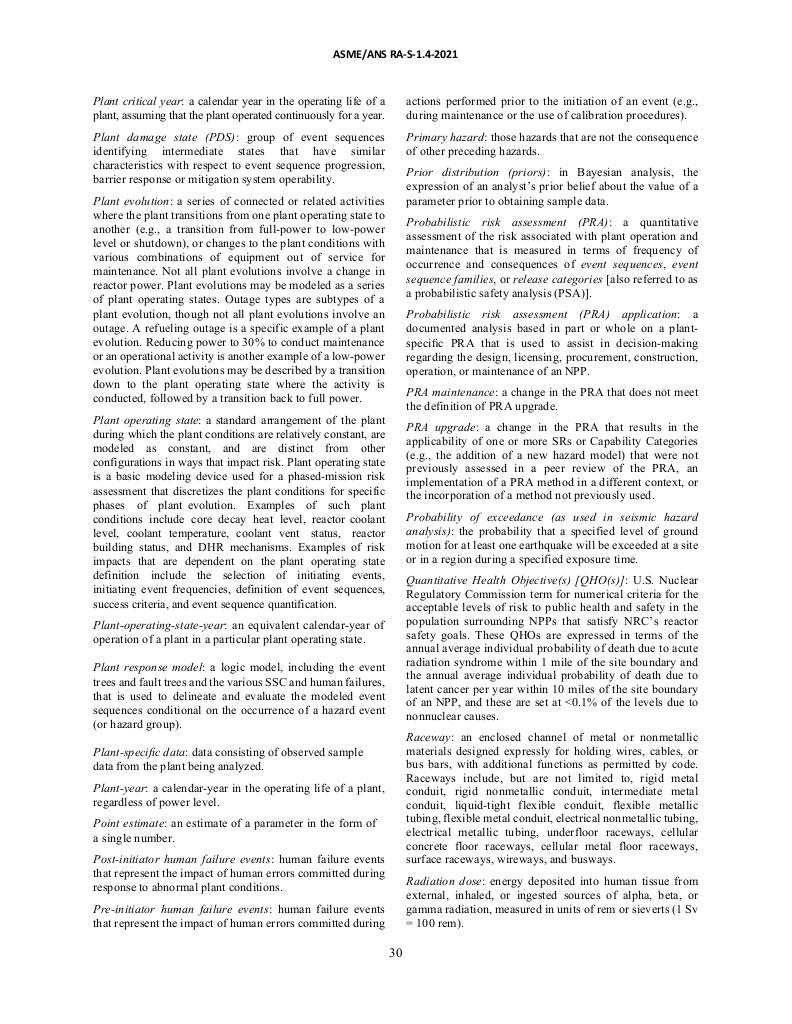 ASME/ANS RA-S-1.4-2021
Plant critical year: a calendar year in the operating life of a
plant, assuming that the plant operated continuously for a year.
Plant damage state (PDS): group of event sequences
identifying intermediate states that have similar
characteristics with respect to event sequence progression,
barrier response or mitigation system operability.
Plant evolution: a series of connected or related activities
where the plant transitions from one plant operating state to
another (e.g., a transition from full-power to low-power
level or shutdown), or changes to the plant conditions with
various combinations of equipment out of service for
maintenance. Not all plant evolutions involve a change in
reactor power. Plant evolutions may be modeled as a series
of plant operating states. Outage types are subtypes of a
plant evolution, though not all plant evolutions involve an
outage. A refueling outage is a specific example of a plant
evolution. Reducing power to 30% to conduct maintenance
or an operational activity is another example of a low-power
evolution. Plant evolutions may be described by a transition
down to the plant operating state where the activity is
conducted, followed by a transition back to full power.
Plant operating state: a standard arrangement of the plant
during which the plant conditions are relatively constant, are
modeled as constant, and are distinct from other
configurations in ways that impact risk. Plant operating state
is a basic modeling device used for a phased-mission risk
assessment that discretizes the plant conditions for specific
phases of plant evolution. Examples of such plant
conditions include core decay heat level, reactor coolant
level, coolant temperature, coolant vent status, reactor
building status, and DHR mechanisms. Examples of risk
impacts that are dependent on the plant operating state
definition include the selection of initiating events,
initiating event frequencies, definition of event sequences,
success criteria, and event sequence quantification.
Plant-operating-state-year: an equivalent calendar-year of
operation of a plant in a particular plant operating state.
Plant response model: a logic model, including the event
trees and fault trees and the various SSC and human failures,
that is used to delineate and evaluate the modeled event
sequences conditional on the occurrence of a hazard event
(or hazard group).
Plant-specific data: data consisting of observed sample
data from the plant being analyzed.
Plant-year: a calendar-year in the operating life of a plant,
regardless of power level.
Point estimate: an estimate of a parameter in the form of
a single number.
Post-initiator human failure events: human failure events
that represent the impact of human errors committed during
response to abnormal plant conditions.
Pre-initiator human failure events: human failure events
that represent the impact of human errors committed during
actions performed prior to the initiation of an event (e.g.,
during maintenance or the use of calibration procedures).
Primary hazard: those hazards that are not the consequence
of other preceding hazards.
Prior distribution (priors): in Bayesian analysis, the
expression of an analyst's prior belief about the value of a
parameter prior to obtaining sample data.
Probabilistic risk assessment (PRA): a quantitative
assessment of the risk associated with plant operation and
maintenance that is measured in terms of frequency of
occurrence and consequences of event sequences, event
sequence families, or release categories [also referred to as
a probabilistic safety analysis (PSA)].
Probabilistic risk assessment (PRA) application: a
documented analysis based in part or whole on a plant-
specific PRA that is used to assist in decision-making
regarding the design, licensing, procurement, construction,
operation, or maintenance of an NPP.
PRA maintenance: a change in the PRA that does not meet
the definition of PRA upgrade.
PRA upgrade: a change in the PRA that results in the
applicability of one or more SRs or Capability Categories
(e.g., the addition of a new hazard model) that were not
previously assessed in a peer review of the PRA, an
implementation of a PRA method in a different context, or
the incorporation of a method not previously used.
Probability of exceedance (as used in seismic hazard
analysis): the probability that a specified level of ground
motion for at least one earthquake will be exceeded at a site
or in a region during a specified exposure time.
Quantitative Health Objective(s) [QHO(s)]: U.S. Nuclear
Regulatory Commission term for numerical criteria for the
acceptable levels of risk to public health and safety in the
population surrounding NPPs that satisfy NRC's reactor
safety goals. These QHOs are expressed in terms of the
annual average individual probability of death due to acute
radiation syndrome within 1 mile of the site boundary and
the annual average individual probability of death due to
latent cancer per year within 10 miles of the site boundary
of an NPP, and these are set at <0.1% of the levels due to
nonnuclear causes.
Raceway: an enclosed channel of metal or nonmetallic
materials designed expressly for holding wires, cables, or
bus bars, with additional functions as permitted by code.
Raceways include, but are not limited to, rigid metal
conduit, rigid nonmetallic conduit, intermediate metal
conduit, liquid-tight flexible conduit, flexible metallic
tubing, flexible metal conduit, electrical nonmetallic tubing,
electrical metallic tubing, underfloor raceways, cellular
concrete floor raceways, cellular metal floor raceways,
surface raceways, wireways, and busways.
Radiation dose: energy deposited into human tissue from
external, inhaled, or ingested sources of alpha, beta, or
gamma radiation, measured in units of rem or sieverts (1 Sv
= 100 rem).
30